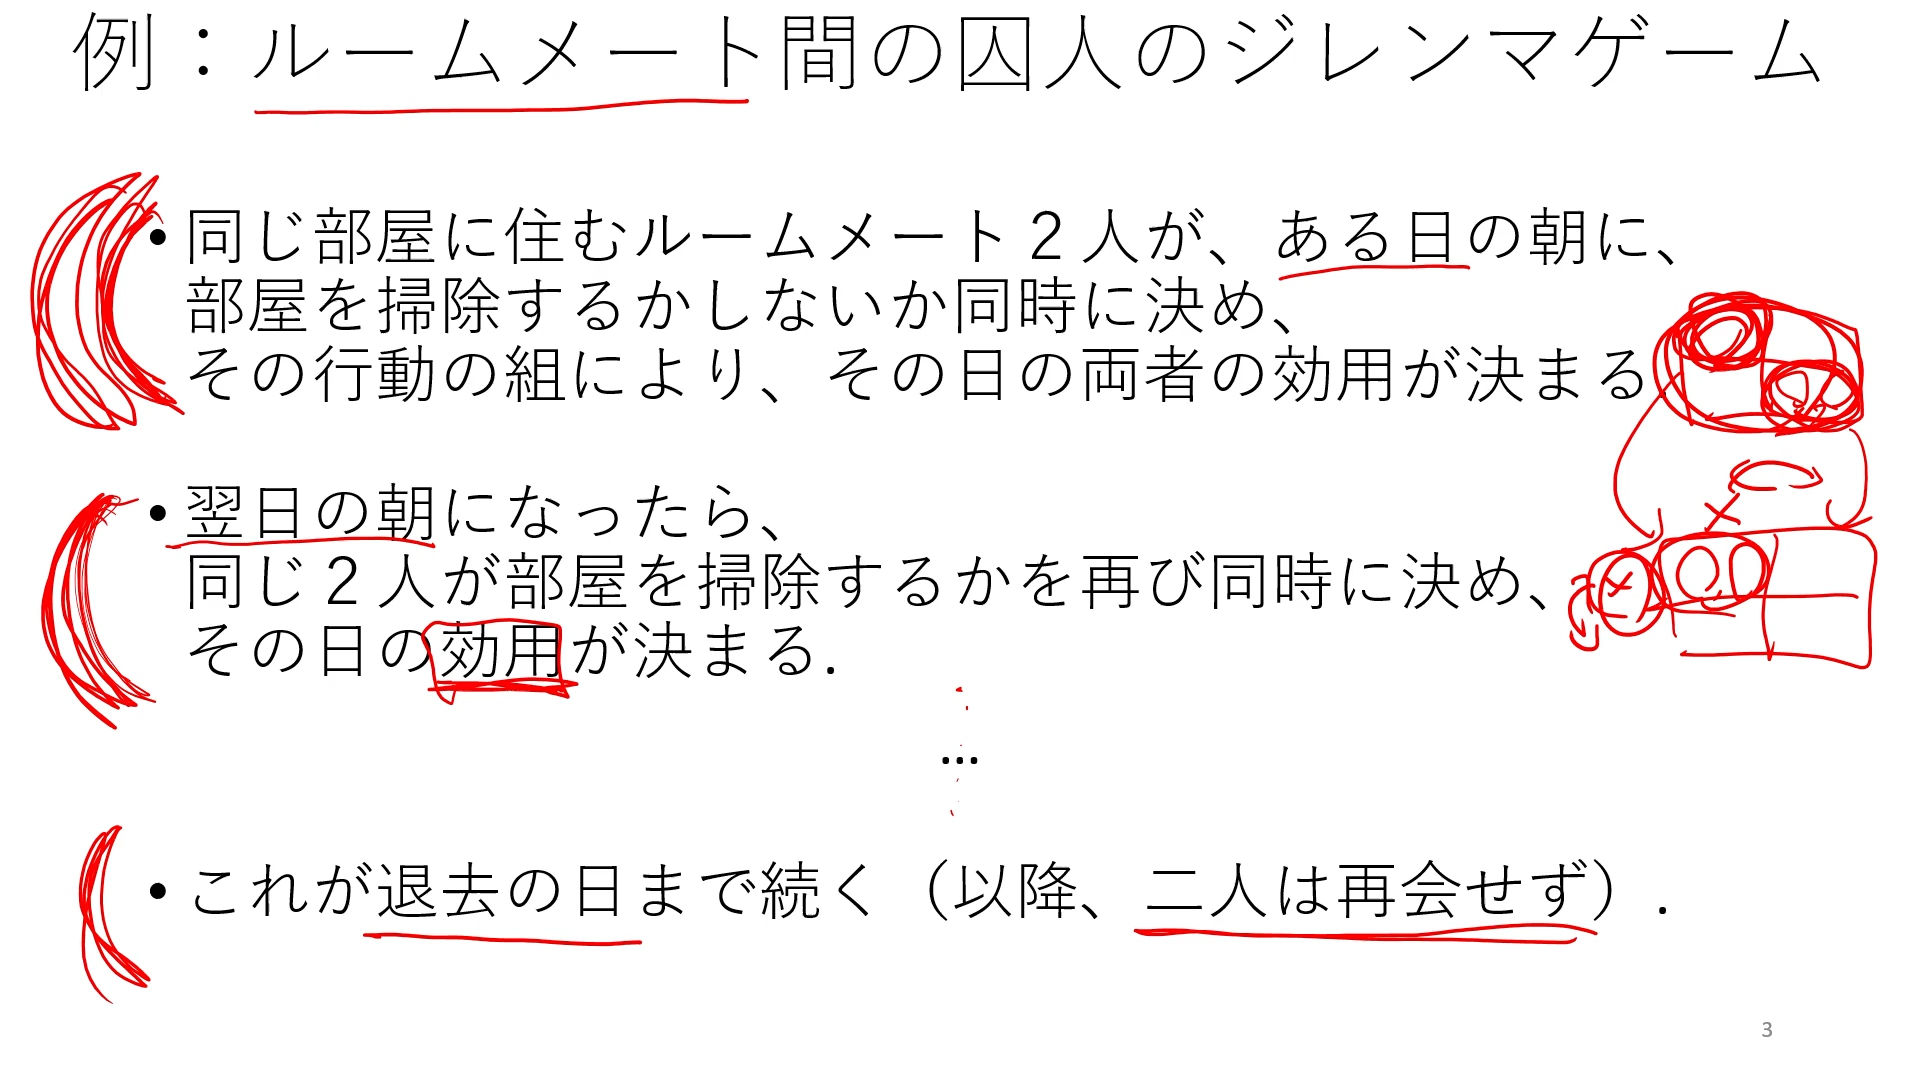 例：ルームメート間の囚人のジレンマゲーム
• 同じ部屋に住むルームメート２人が、ある日の朝に、
部屋を掃除するかしないか同時に決め、
その行動の組により、その日の両者の効用が決まる
• 翌日の朝になったら、
同じ２人が部屋を掃除するかを再び同時に決め、
その日の効用が決まる.
…
• これが退去の日まで続く（以降、二人は再会せず）.
3